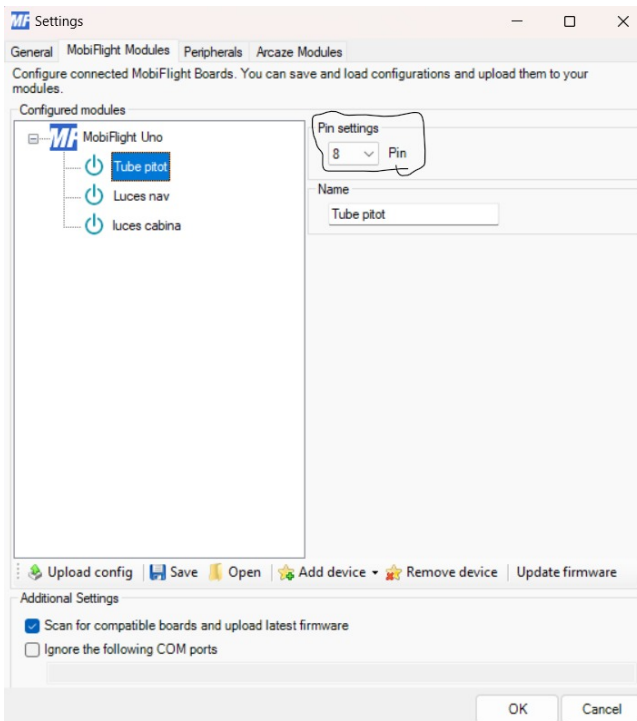 MF Settings
General MobiFlight Modules Peripherals Arcaze Modules
Configure connected MobiFlight Boards. You can save and load configurations and upload them to your
modules.
Configured modules
MF MobiFlight Uno
Tube pitot
Luces nav
luces cabina
Pin settings
8 Pin
Name
Tube pitot
Upload config Save Open Add device Remove device Update firmware
Additional Settings
Scan for compatible boards and upload latest firmware
Ignore the following COM ports
OK Cancel